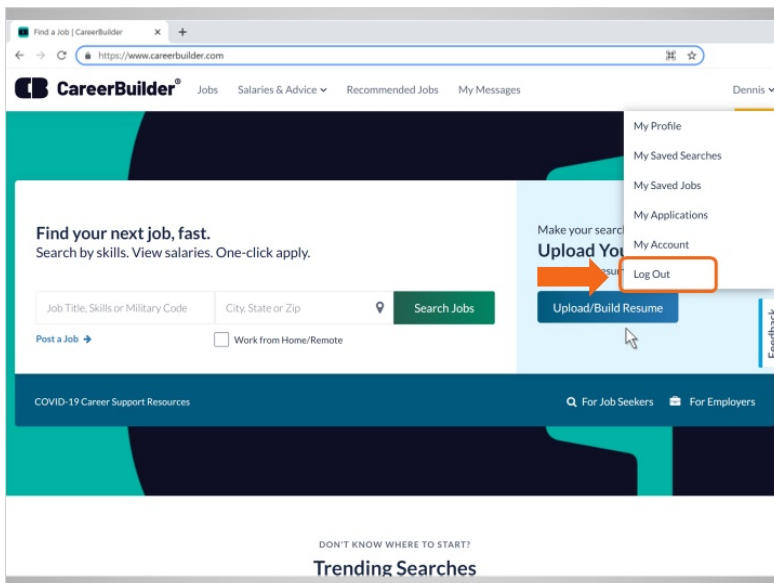 Find a Job | CareerBuilder
https://www.careerbuilder.com
CB CareerBuilder®
Jobs Salaries & Advice Recommended Jobs My Messages Dennis
My Profile
My Saved Searches
My Saved Jobs
My Applications
My Account
Log Out
Find your next job, fast.
Search by skills. View salaries. One-click apply.
Job Title, Skills or Military Code
City, State or Zip
Search Jobs
Post a Job
Work from Home/Remote
Make your
Upload
Upload/Build Resume
Feedback
COVID-19 Career Support Resources
For Job Seekers For Employers
DON'T KNOW WHERE TO START?
Trending Searches